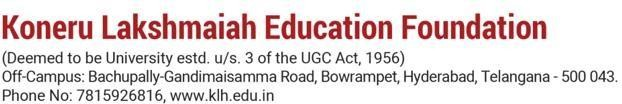 Koneru Lakshmaiah Education Foundation
(Deemed to be University estd. u/s. 3 of the UGC Act, 1956)
Off-Campus: Bachupally-Gandimaisamma Road, Bowrampet, Hyderabad, Telangana - 500 043.
Phone No: 7815926816, www.klh.edu.in